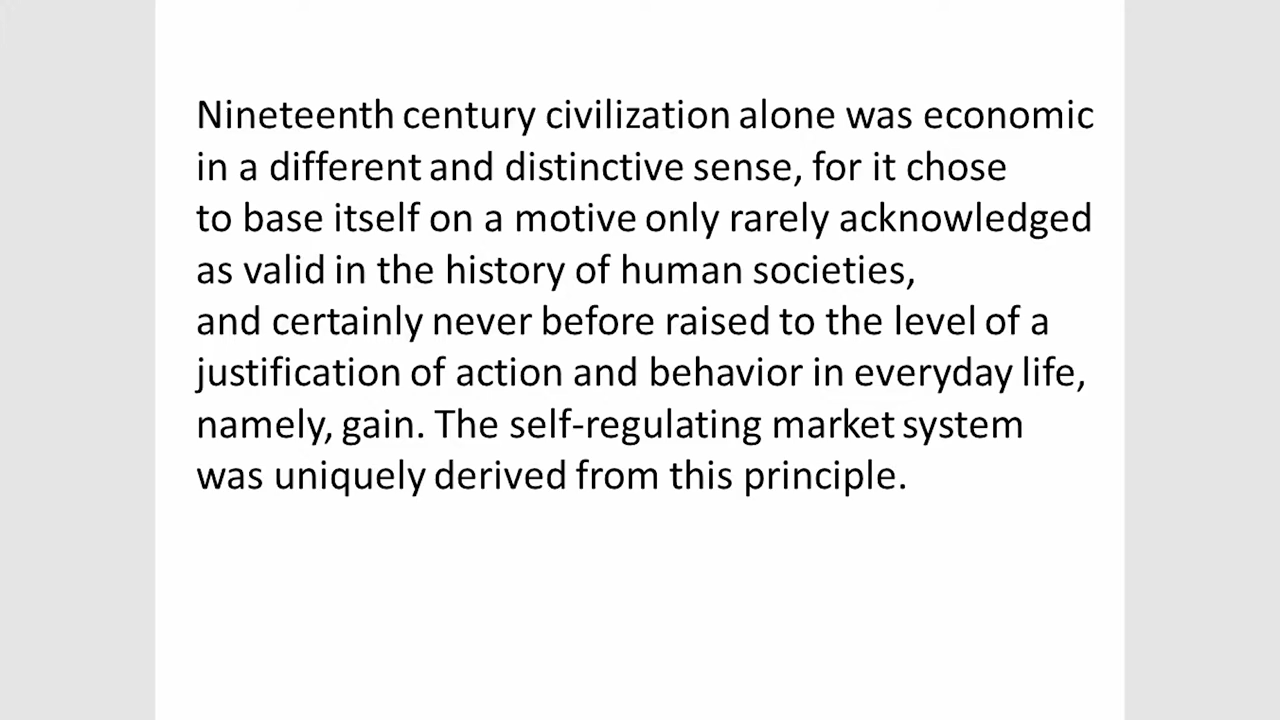 Nineteenth century civilization alone was economic
in a different and distinctive sense, for it chose
to base itself on a motive only rarely acknowledged
as valid in the history of human societies,
and certainly never before raised to the level of a
justification of action and behavior in everyday life,
namely, gain. The self-regulating market system
was uniquely derived from this principle.